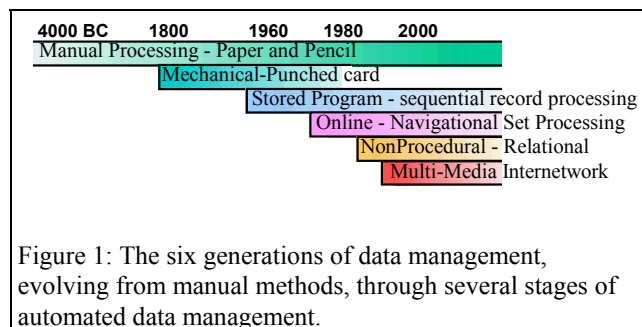 4000 BC 1800 1960 1980 2000
Manual Processing - Paper and Pencil
Mechanical-Punched card
Stored Program - sequential record processing
Online - Navigational Set Processing
NonProcedural - Relational
Multi-Media Internetwork
Figure 1: The six generations of data management,
evolving from manual methods, through several stages of
automated data management.